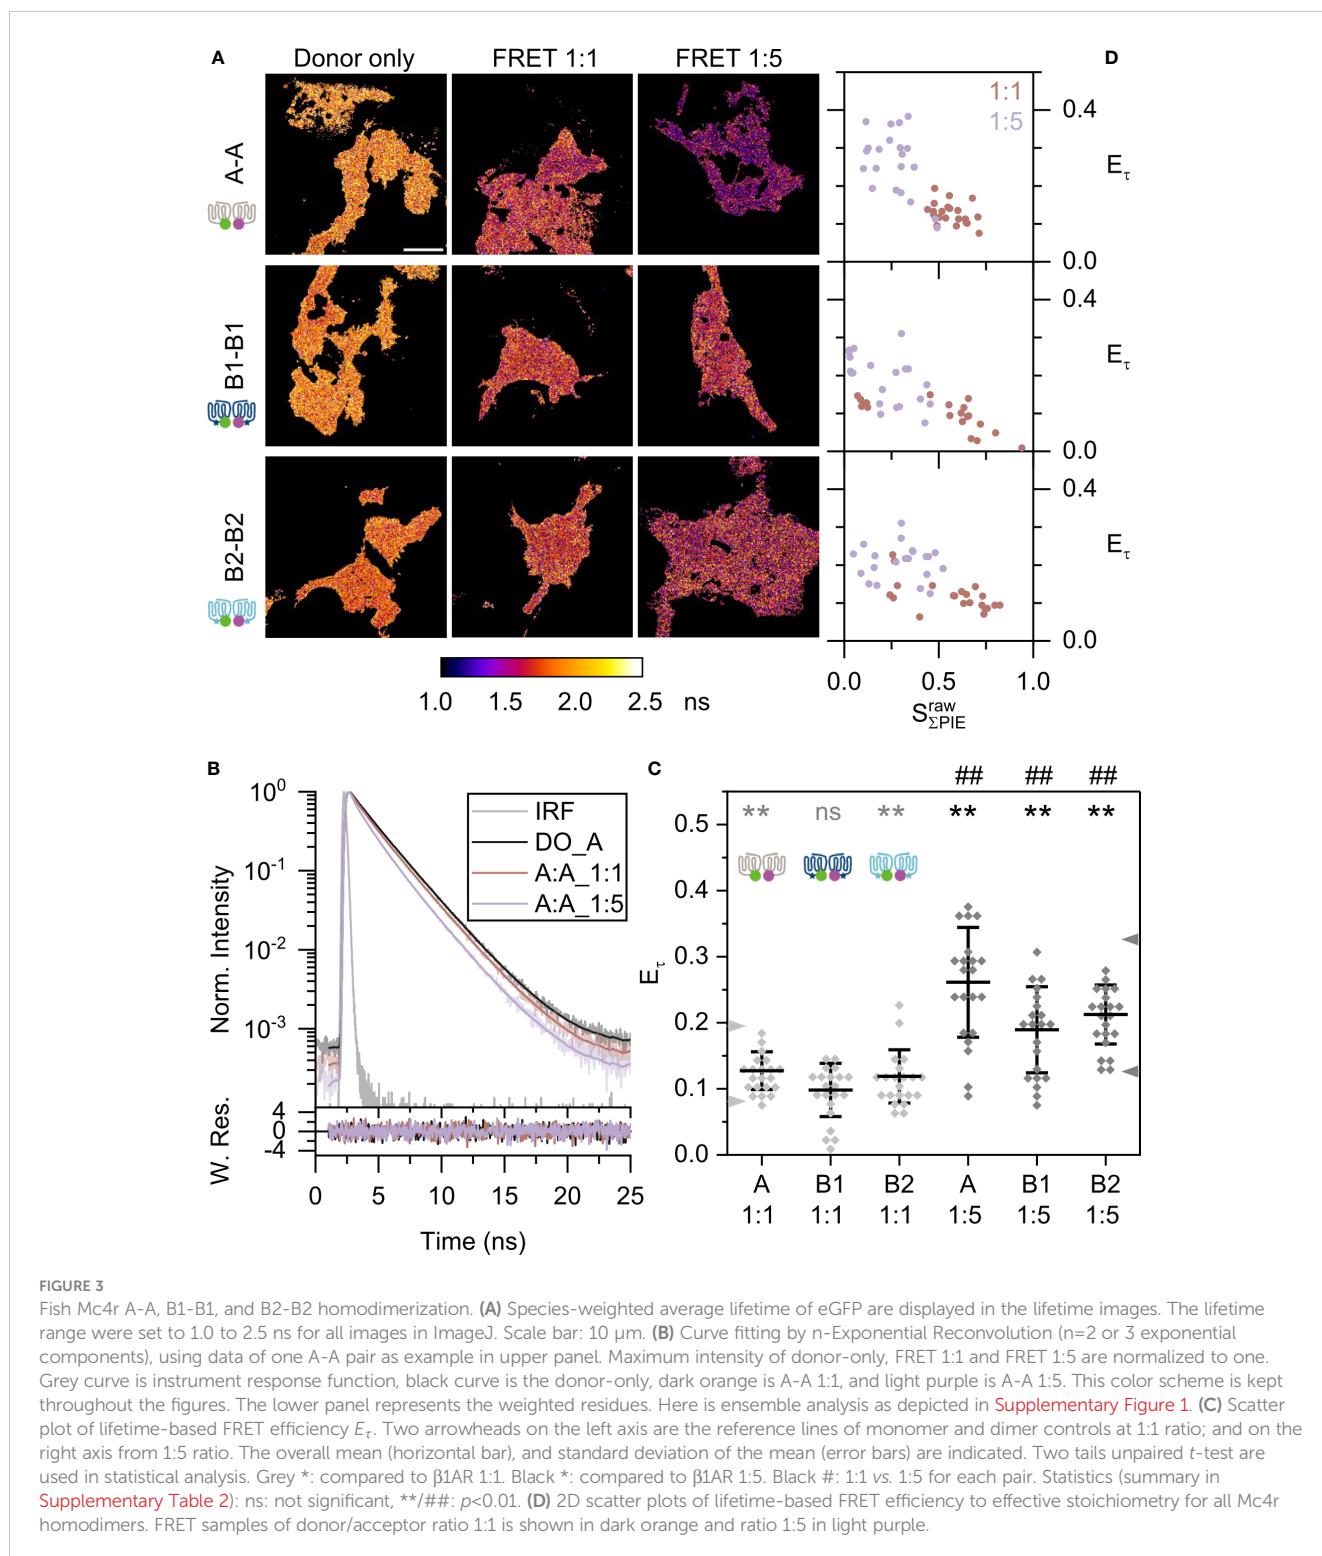 A
Donor only
FRET 1:1
FRET 1:5
D
A-A
B1-B1
B2-B2
1:1
1:5
0.4
Eτ
0.0
0.4
Eτ
0.0
0.4
Eτ
0.0
0.0 0.5 1.0
S raw ΣPIE
1.0 1.5 2.0 2.5 ns
B
10⁰
10⁻¹
10⁻²
10⁻³
Norm. Intensity
IRF
DO_A
A:A_1:1
A:A_1:5
4
0
-4
W. Res.
0 5 10 15 20 25
Time (ns)
C
## ## ##
** ns ** ** ** **
0.5
0.4
0.3
0.2
0.1
0.0
Eτ
A B1 B2 A B1 B2
1:1 1:1 1:1 1:5 1:5 1:5
FIGURE 3
Fish Mc4r A-A, B1-B1, and B2-B2 homodimerization. (A) Species-weighted average lifetime of eGFP are displayed in the lifetime images. The lifetime
range were set to 1.0 to 2.5 ns for all images in ImageJ. Scale bar: 10 µm. (B) Curve fitting by n-Exponential Reconvolution (n=2 or 3 exponential
components), using data of one A-A pair as example in upper panel. Maximum intensity of donor-only, FRET 1:1 and FRET 1:5 are normalized to one.
Grey curve is instrument response function, black curve is the donor-only, dark orange is A-A 1:1, and light purple is A-A 1:5. This color scheme is kept
throughout the figures. The lower panel represents the weighted residues. Here is ensemble analysis as depicted in Supplementary Figure 1. (C) Scatter
plot of lifetime-based FRET efficiency Eτ. Two arrowheads on the left axis are the reference lines of monomer and dimer controls at 1:1 ratio; and on the
right axis from 1:5 ratio. The overall mean (horizontal bar), and standard deviation of the mean (error bars) are indicated. Two tails unpaired t-test are
used in statistical analysis. Grey *: compared to β1AR 1:1. Black *: compared to β1AR 1:5. Black #: 1:1 vs. 1:5 for each pair. Statistics (summary in
Supplementary Table 2): ns: not significant, **/##: p<0.01. (D) 2D scatter plots of lifetime-based FRET efficiency to effective stoichiometry for all Mc4r
homodimers. FRET samples of donor/acceptor ratio 1:1 is shown in dark orange and ratio 1:5 in light purple.